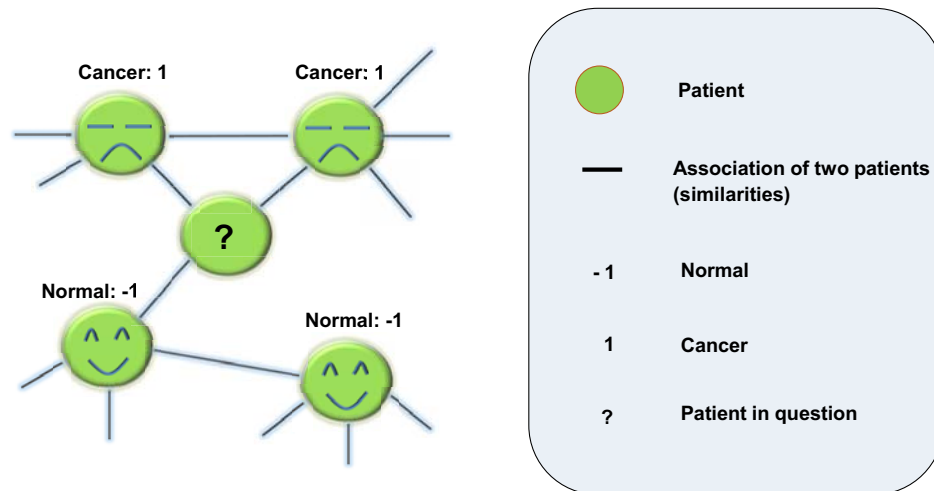 Cancer: 1
Cancer: 1
?
Normal: -1
Normal: -1
Patient
Association of two patients
(similarities)
- 1 Normal
1 Cancer
? Patient in question